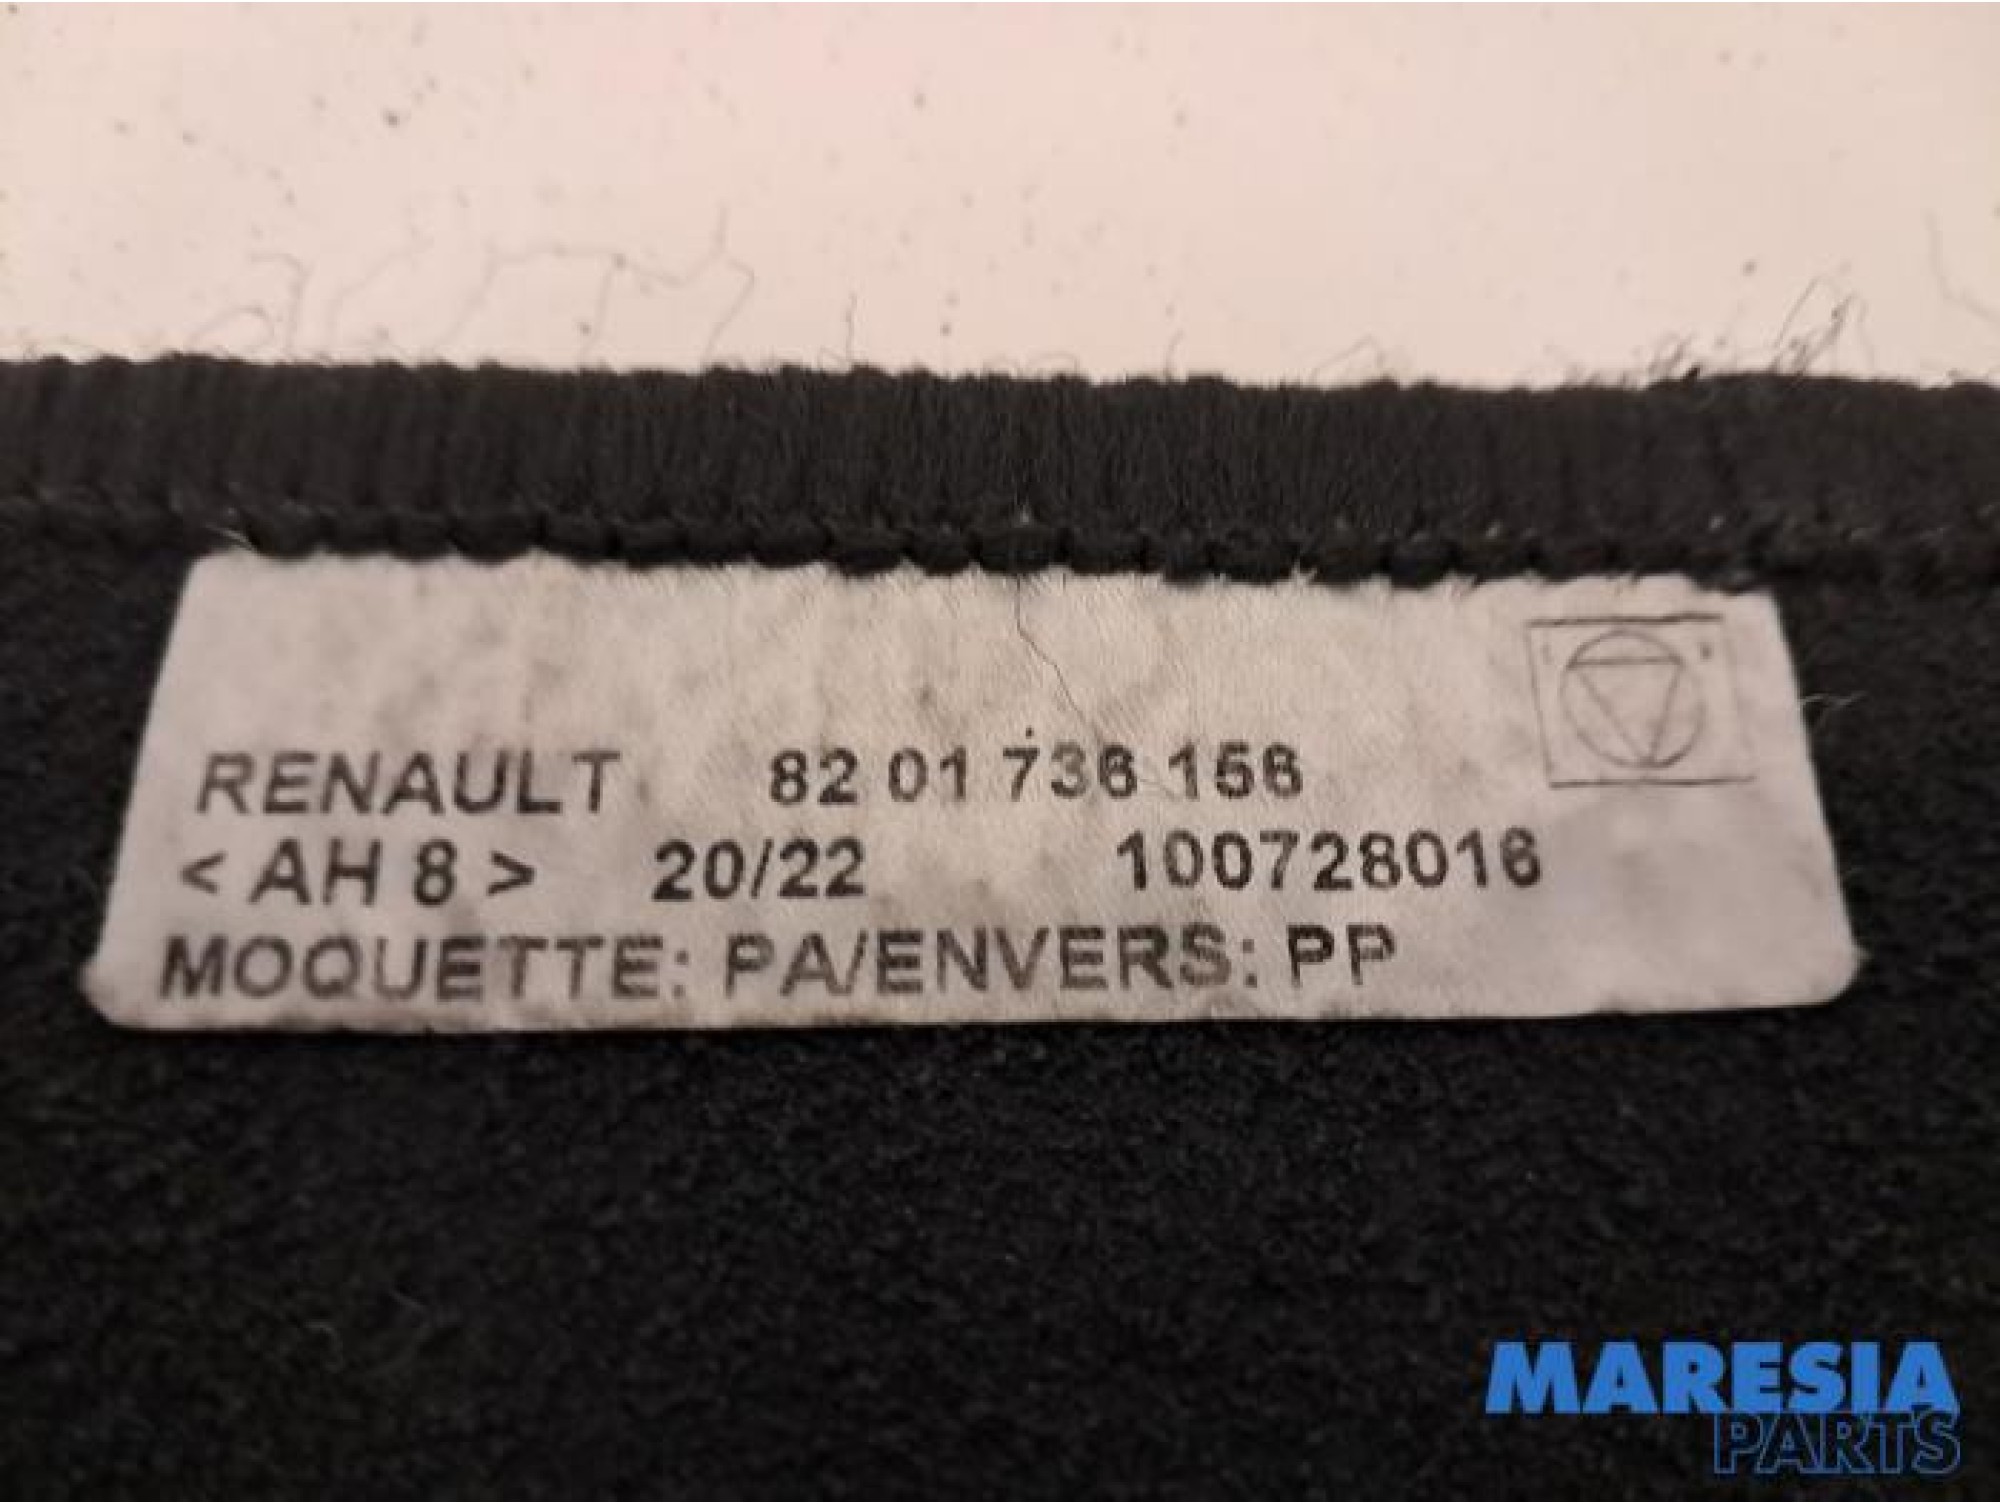 RENAULT 82 01 736 156
< AH 8 > 20/22 100728016
MOQUETTE: PA/ENVERS: PP
MARESIA
PARTS